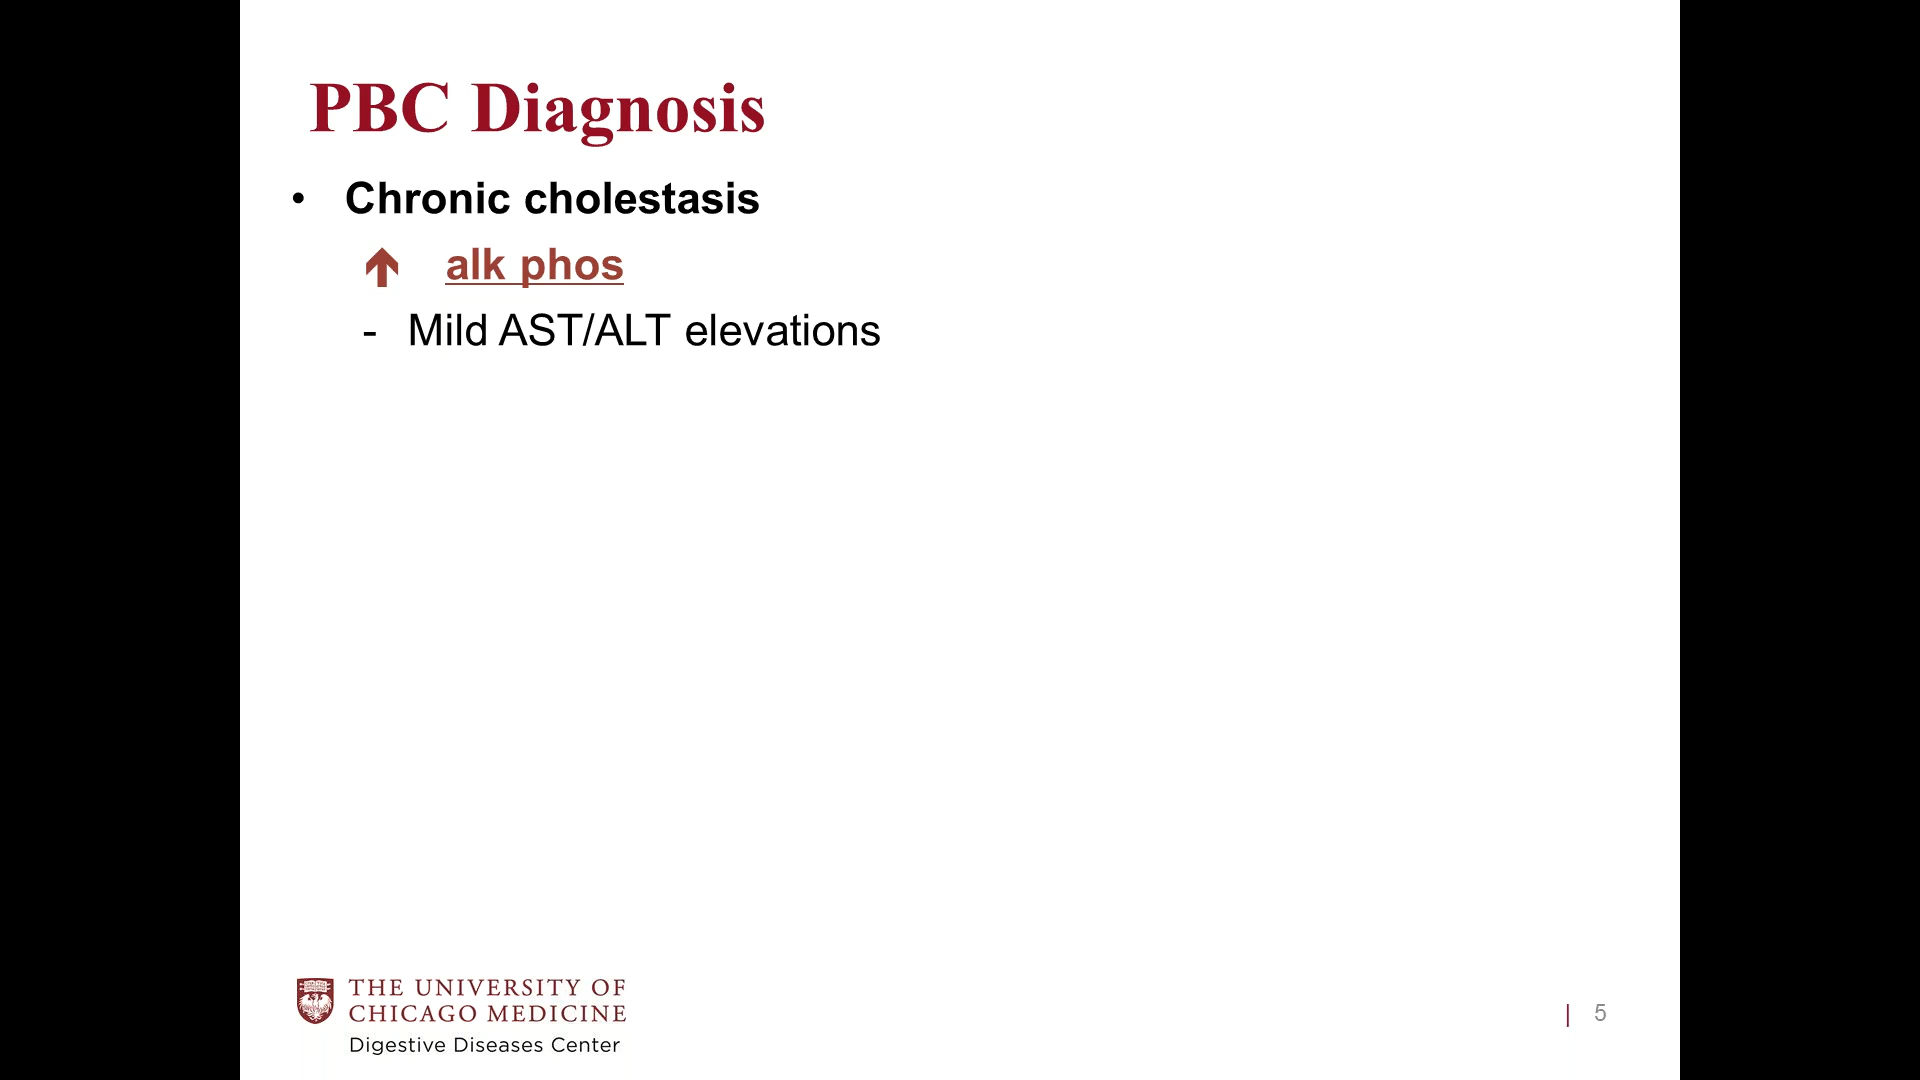 PBC Diagnosis
• Chronic cholestasis
🡹 alk phos
- Mild AST/ALT elevations
THE UNIVERSITY OF
CHICAGO MEDICINE
Digestive Diseases Center
| 5